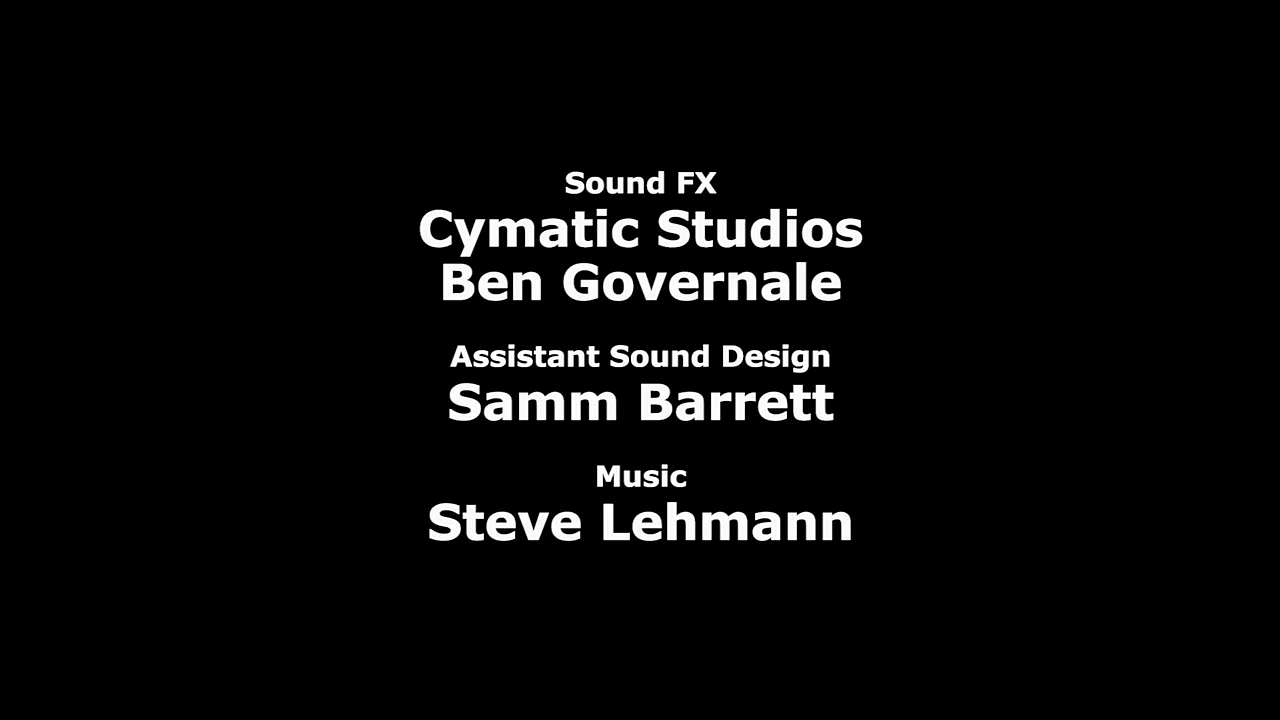 Sound FX
Cymatic Studios
Ben Governale
Assistant Sound Design
Samm Barrett
Music
Steve Lehmann